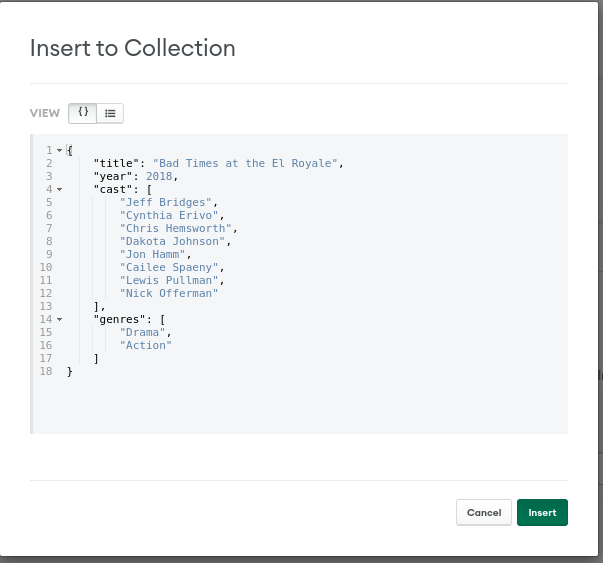 Insert to Collection
VIEW {}
1 {
2     "title": "Bad Times at the El Royale",
3     "year": 2018,
4     "cast": [
5         "Jeff Bridges",
6         "Cynthia Erivo",
7         "Chris Hemsworth",
8         "Dakota Johnson",
9         "Jon Hamm",
10         "Cailee Spaeny",
11         "Lewis Pullman",
12         "Nick Offerman"
13     ],
14     "genres": [
15         "Drama",
16         "Action"
17     ]
18 }
Cancel Insert